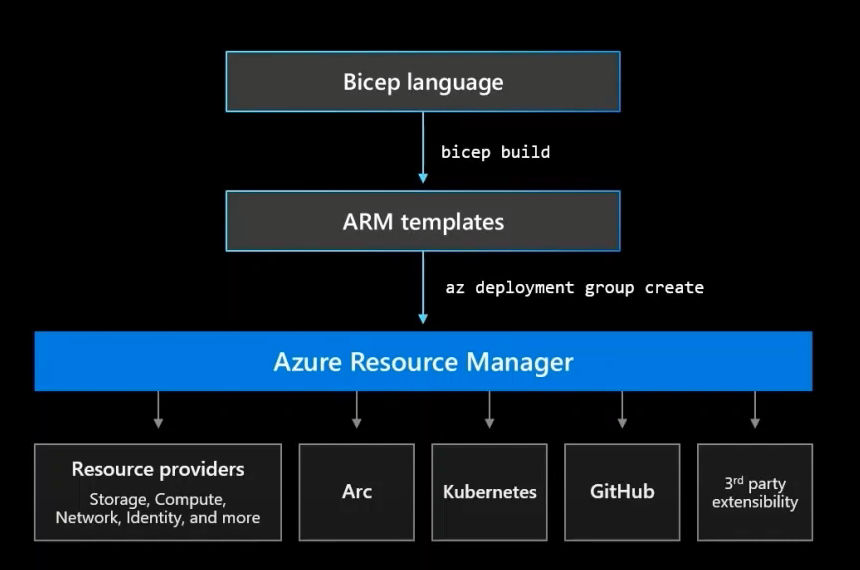 Bicep language
bicep build
ARM templates
az deployment group create
Azure Resource Manager
Resource providers
Storage, Compute,
Network, Identity, and more
Arc
Kubernetes
GitHub
3rd party
extensibility